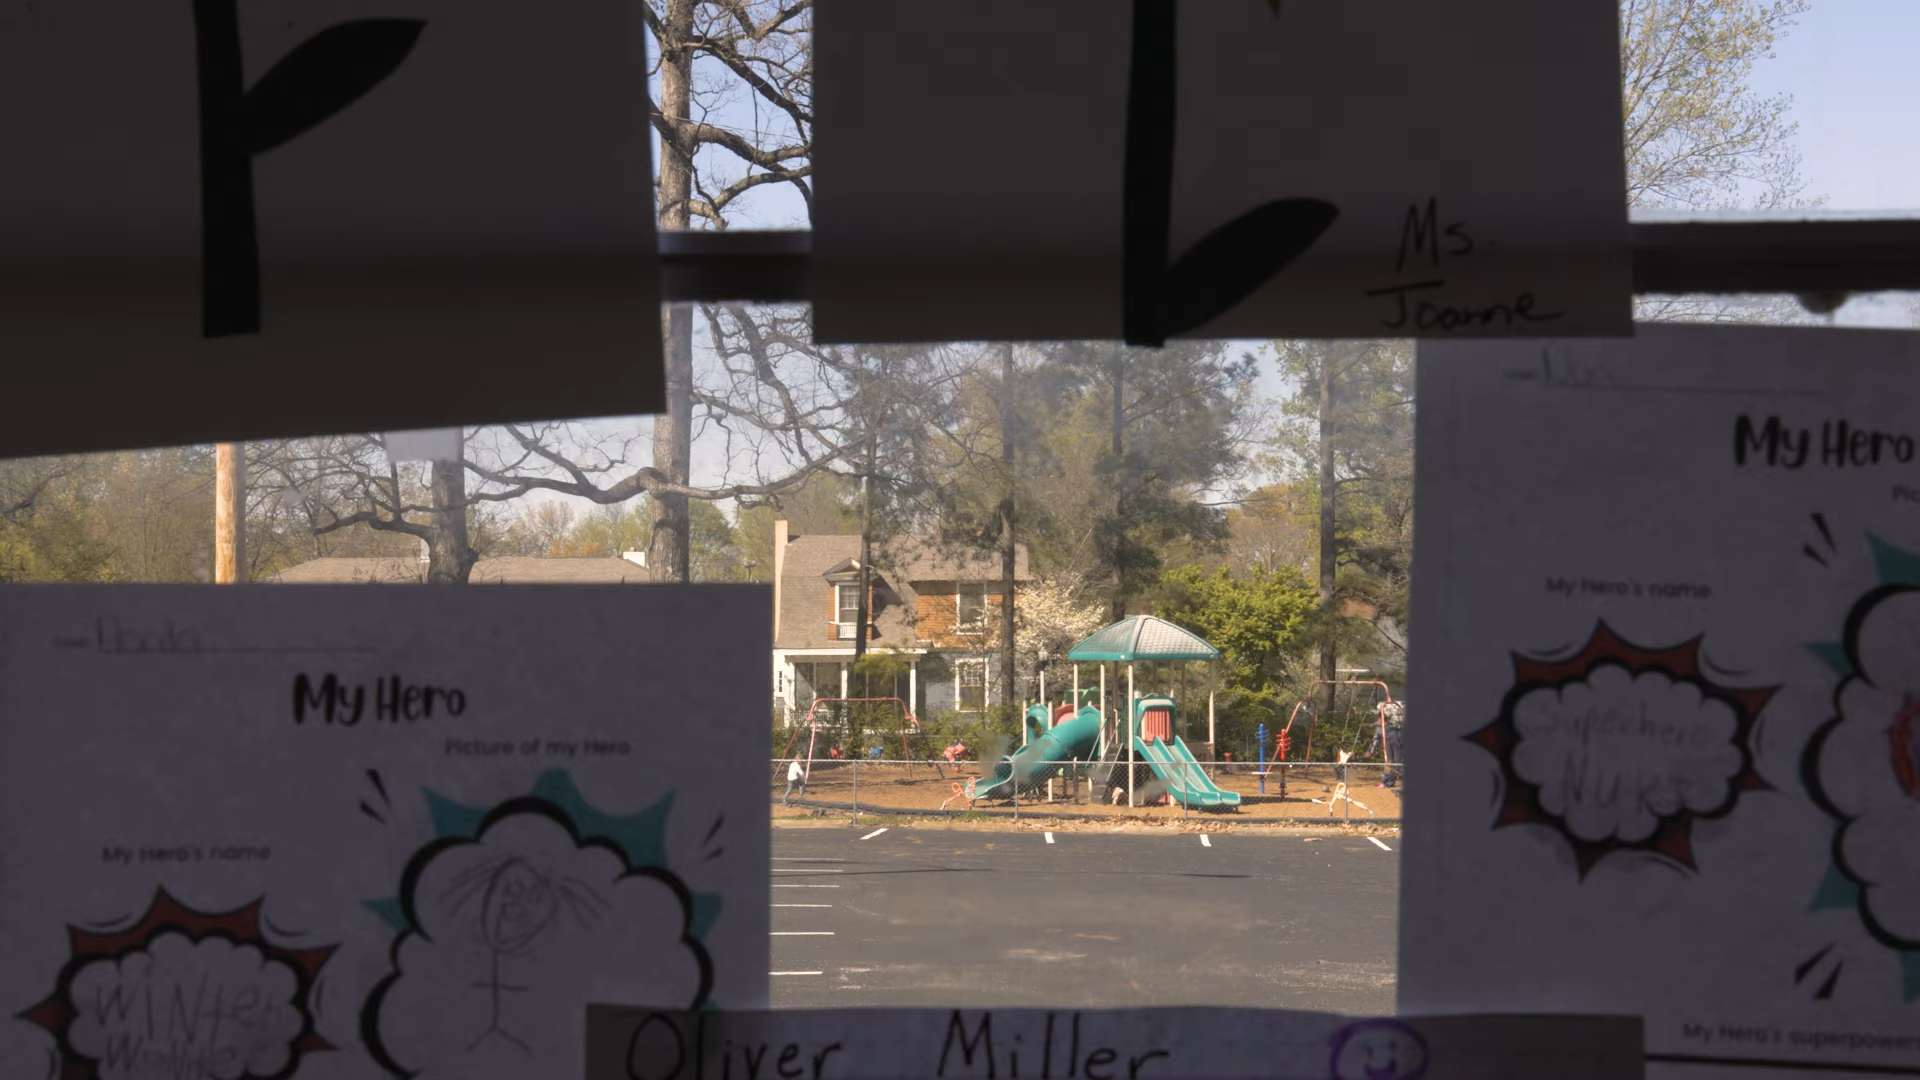 Ms.
Joanne
My Hero
My Hero's name
Superhero
My Hero's superpowers
My Hero
Picture of my Hero
My Hero's name
Winter
Oliver Miller